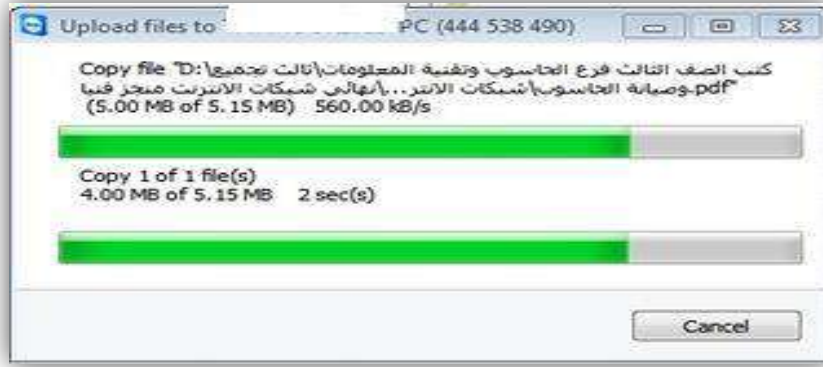 Upload files to PC (444 538 490)
Copy file "D:\كتب الصف الثالث فرع الحاسوب وتقنية المعلومات\ثالث تجميع
وصيانة الحاسوب\شبكات الانتر...\نهائي شبكات الانترنت منجز فنيا.pdf"
(5.00 MB of 5.15 MB) 560.00 kB/s
Copy 1 of 1 file(s)
4.00 MB of 5.15 MB 2 sec(s)
Cancel